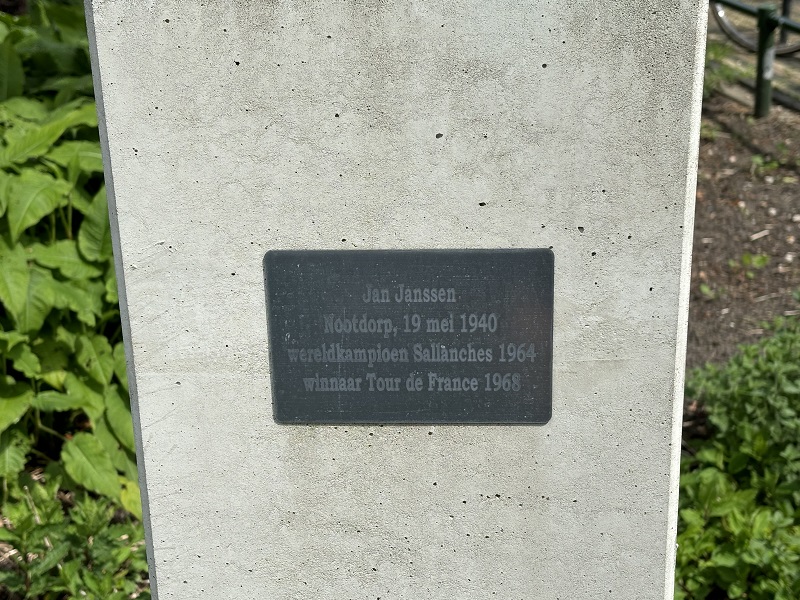 Jan Janssen
Nootdorp, 19 mei 1940
wereldkampioen Sallanches 1964
winnaar Tour de France 1968